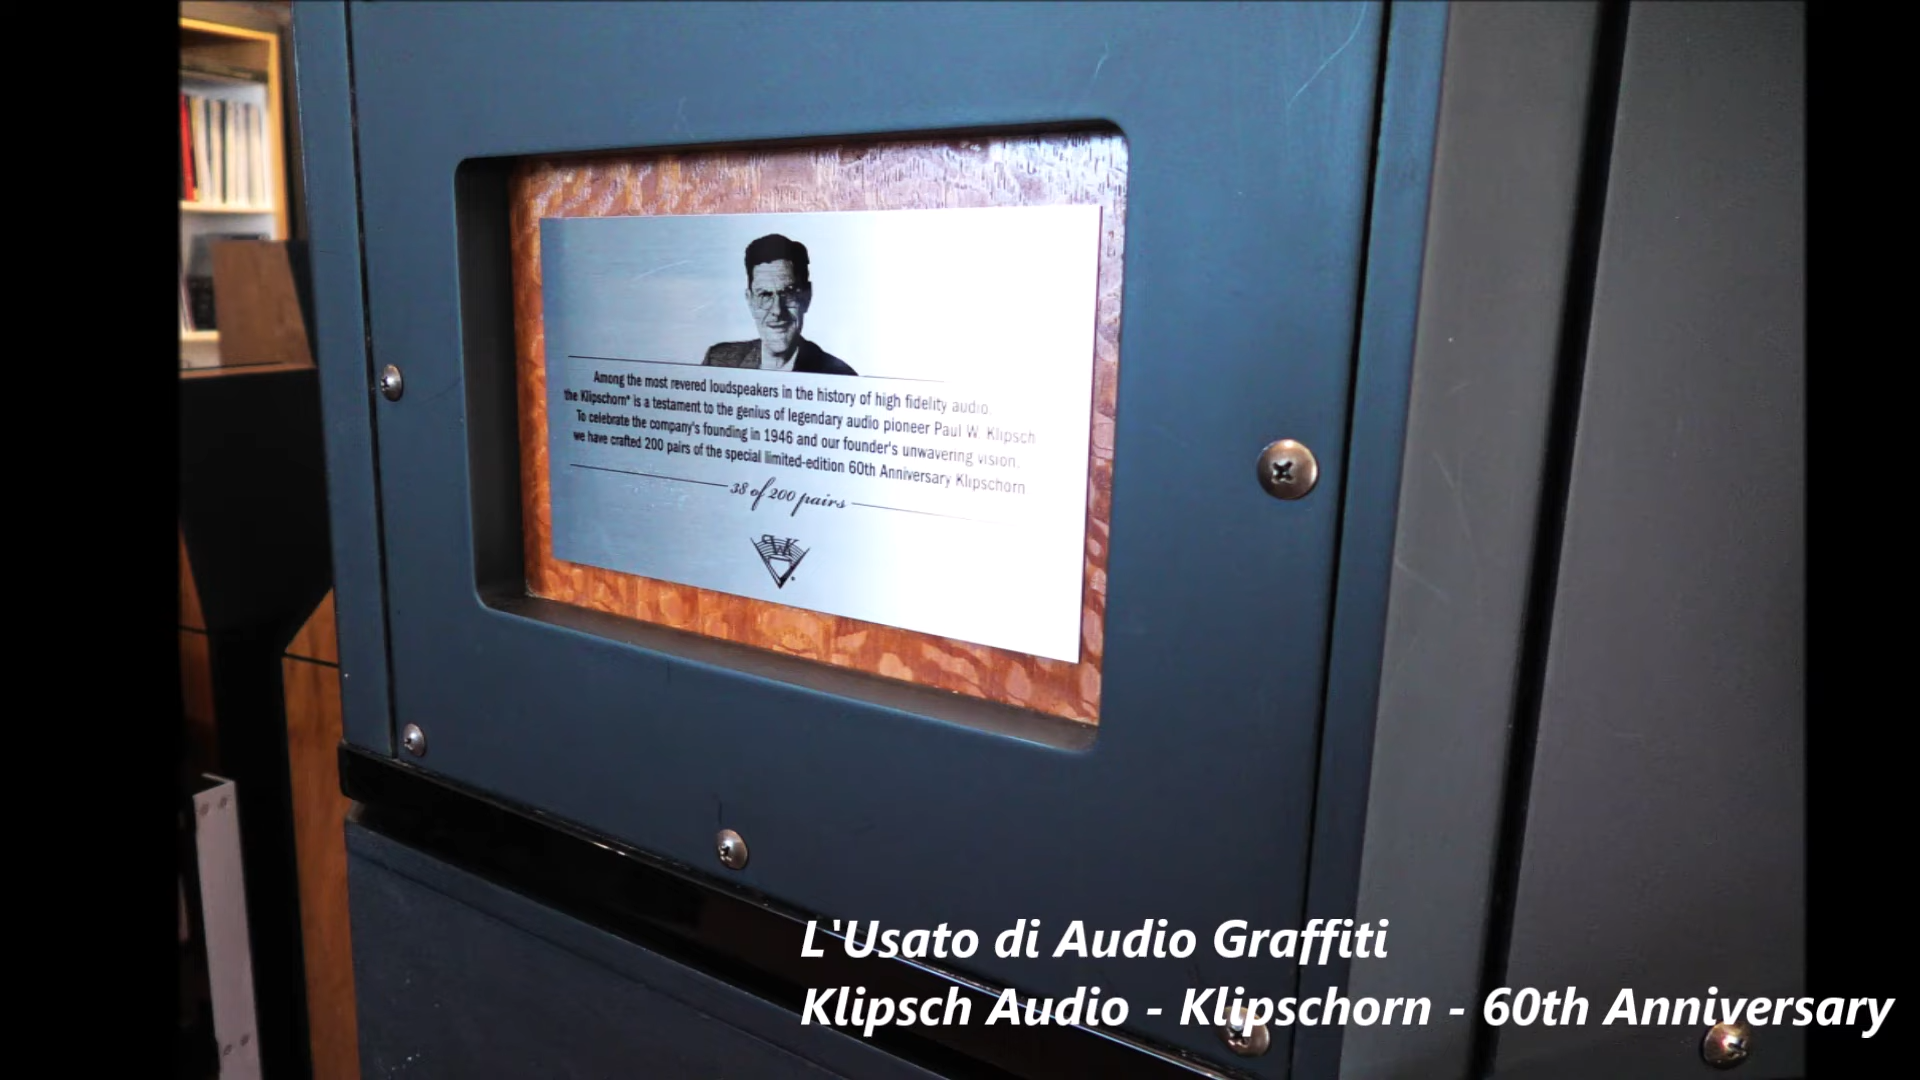 Among the most revered loudspeakers in the history of high fidelity audio,
the Klipschorn® is a testament to the genius of legendary audio pioneer Paul W. Klipsch
To celebrate the company's founding in 1946 and our founder's unwavering vision,
we have crafted 200 pairs of the special limited-edition 60th Anniversary Klipschorn
38 of 200 pairs
PWK
L'Usato di Audio Graffiti
Klipsch Audio - Klipschorn - 60th Anniversary